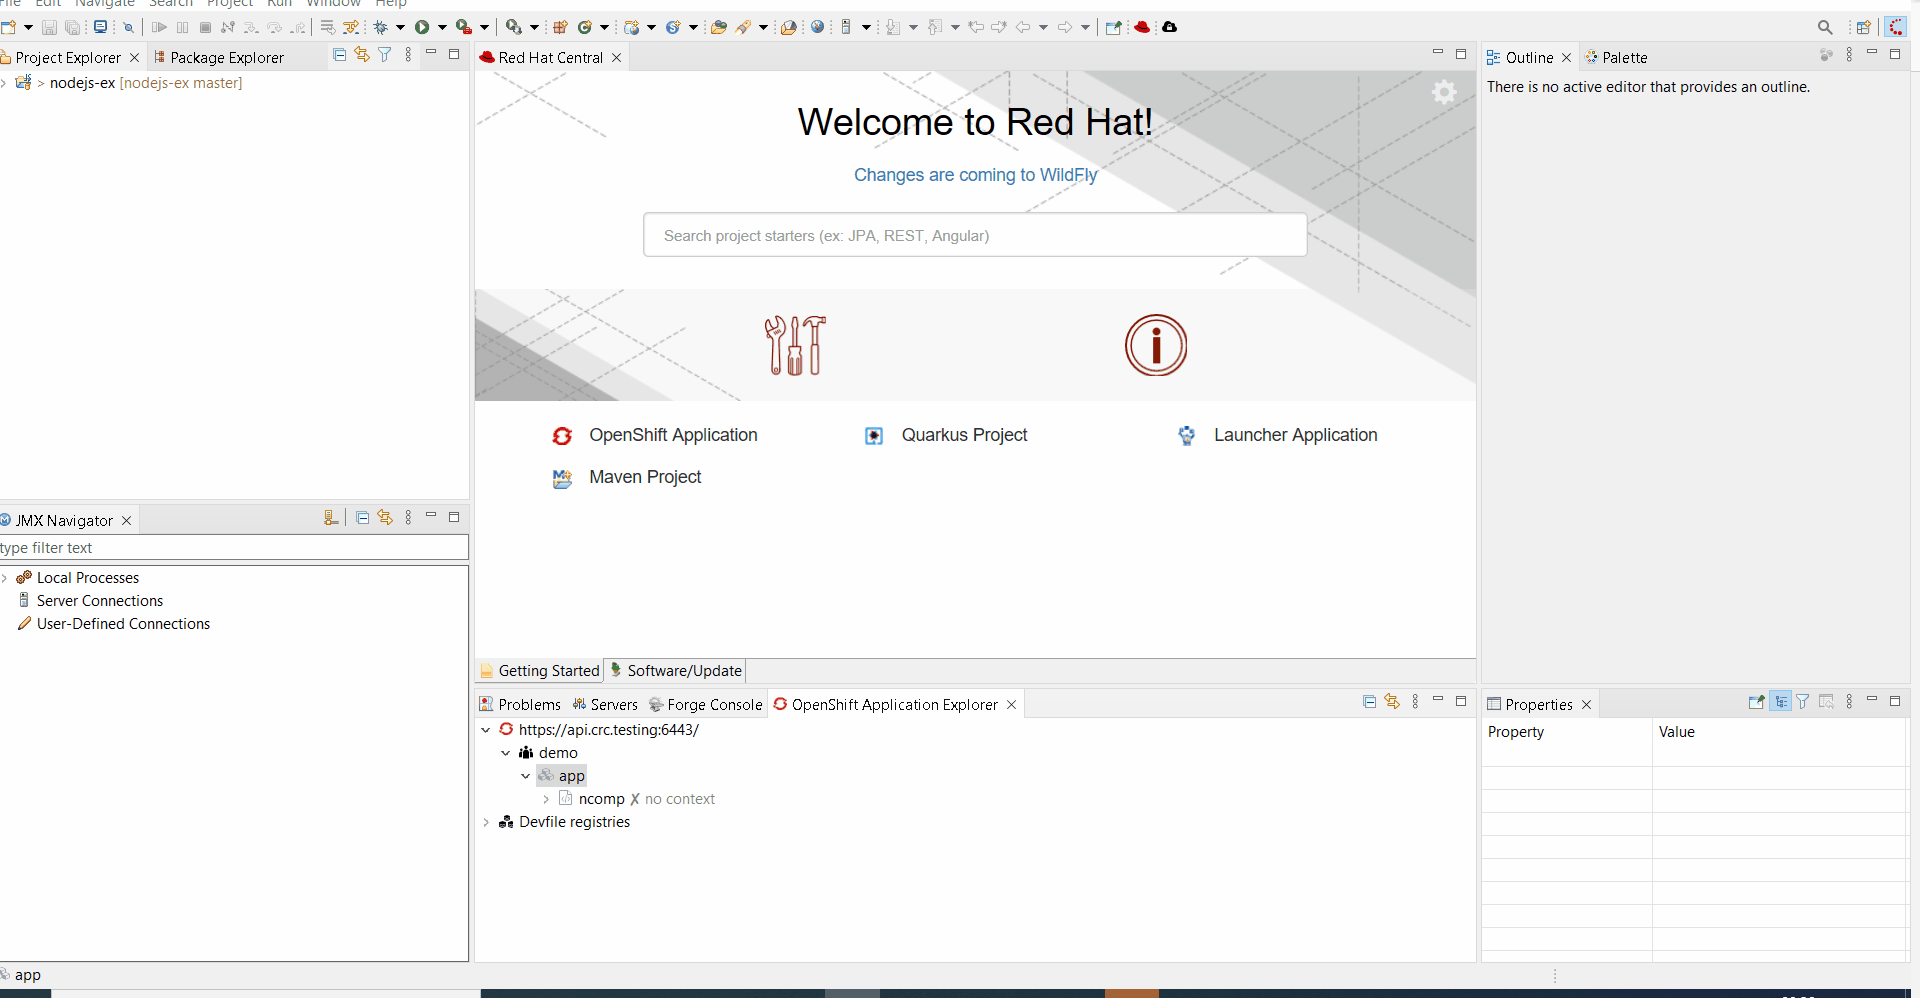 File Edit Navigate Search Project Run Window Help
Project Explorer
Package Explorer
> nodejs-ex [nodejs-ex master]
Red Hat Central
Welcome to Red Hat!
Changes are coming to WildFly
Search project starters (ex: JPA, REST, Angular)
OpenShift Application
Quarkus Project
Launcher Application
Maven Project
Getting Started
Software/Update
Outline
Palette
There is no active editor that provides an outline.
JMX Navigator
type filter text
Local Processes
Server Connections
User-Defined Connections
Problems
Servers
Forge Console
OpenShift Application Explorer
https://api.crc.testing:6443/
demo
app
ncomp ✗ no context
Devfile registries
Properties
Property Value
app